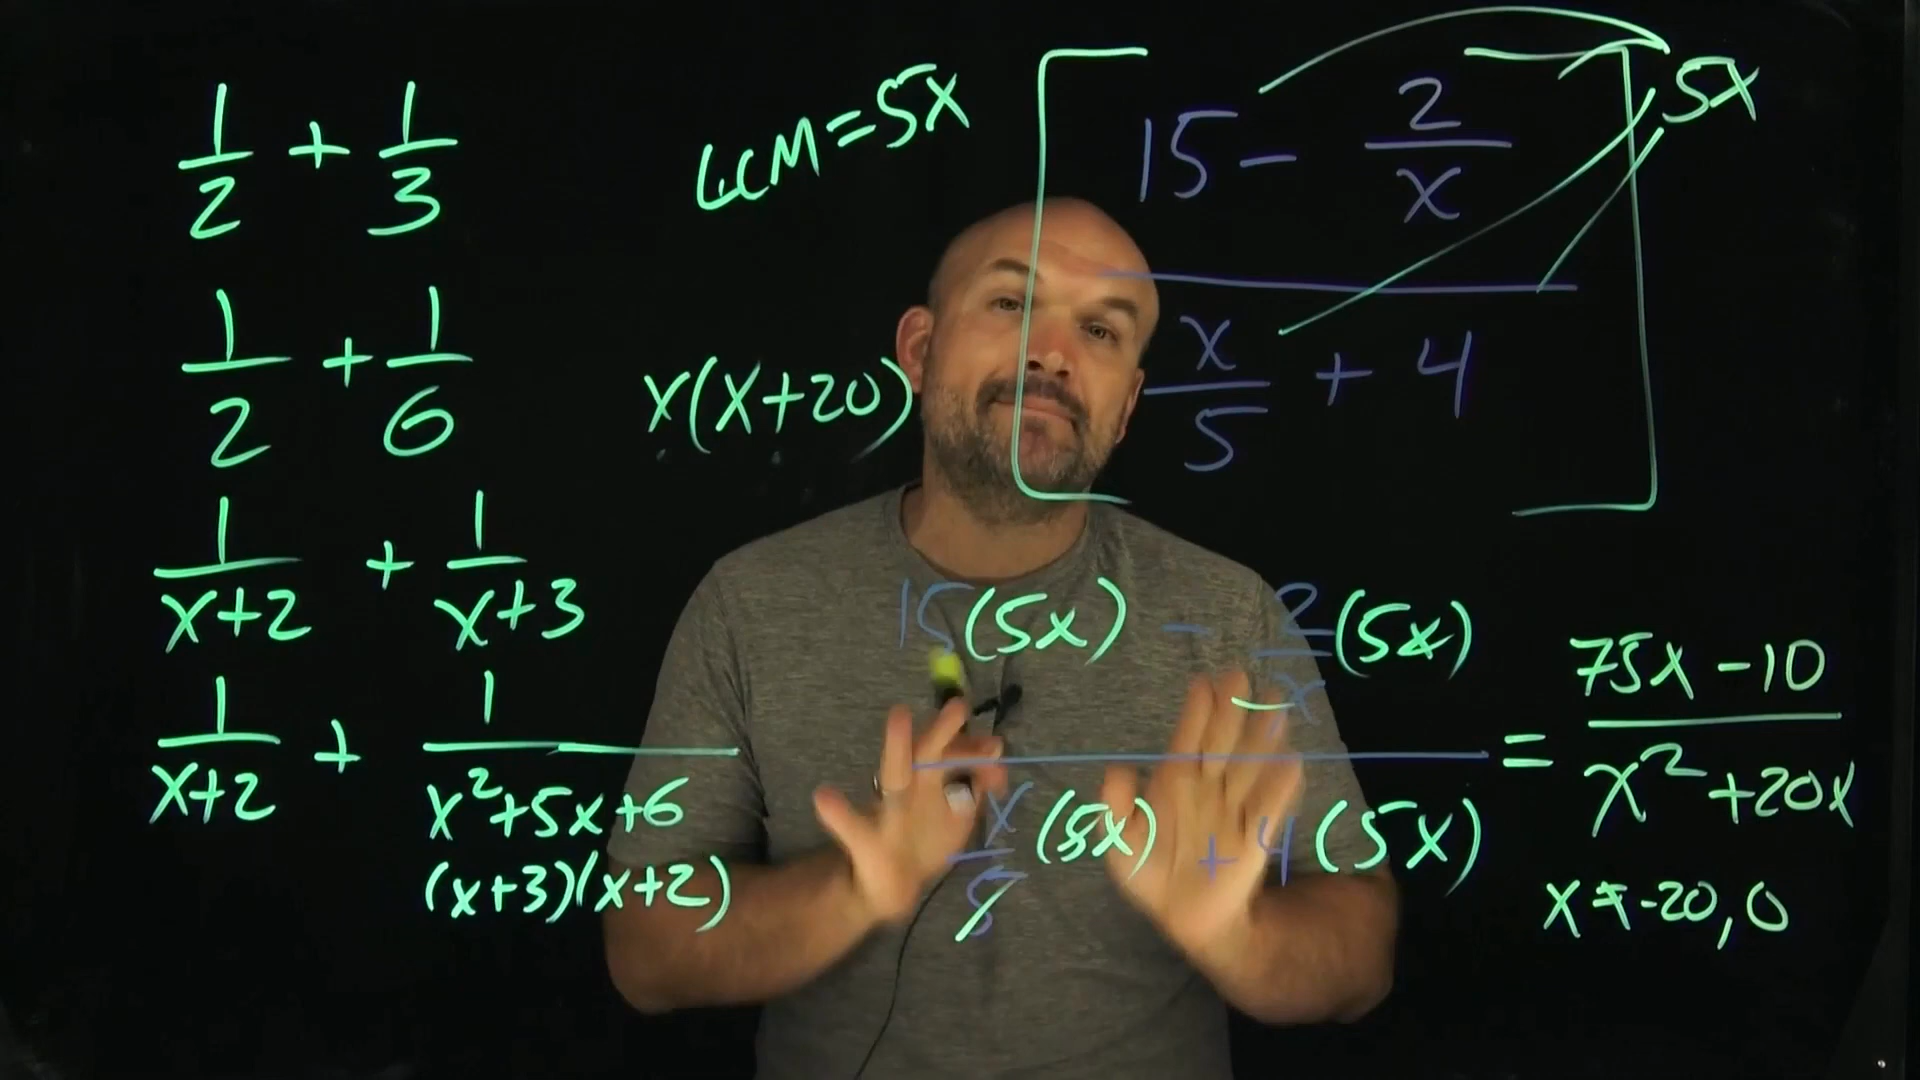 1/2 + 1/3
1/2 + 1/6
1/(x+2) + 1/(x+3)
1/(x+2) + 1/(x²+5x+6)
(x+3)(x+2)
LCM=5x
x(x+20)
[(15 - 2/x)/(x/5 + 4)] 5x
(15(5x) - 2/x(5x))/(x/5(5x) + 4(5x)) = (75x-10)/(x²+20x)
x≠-20,0